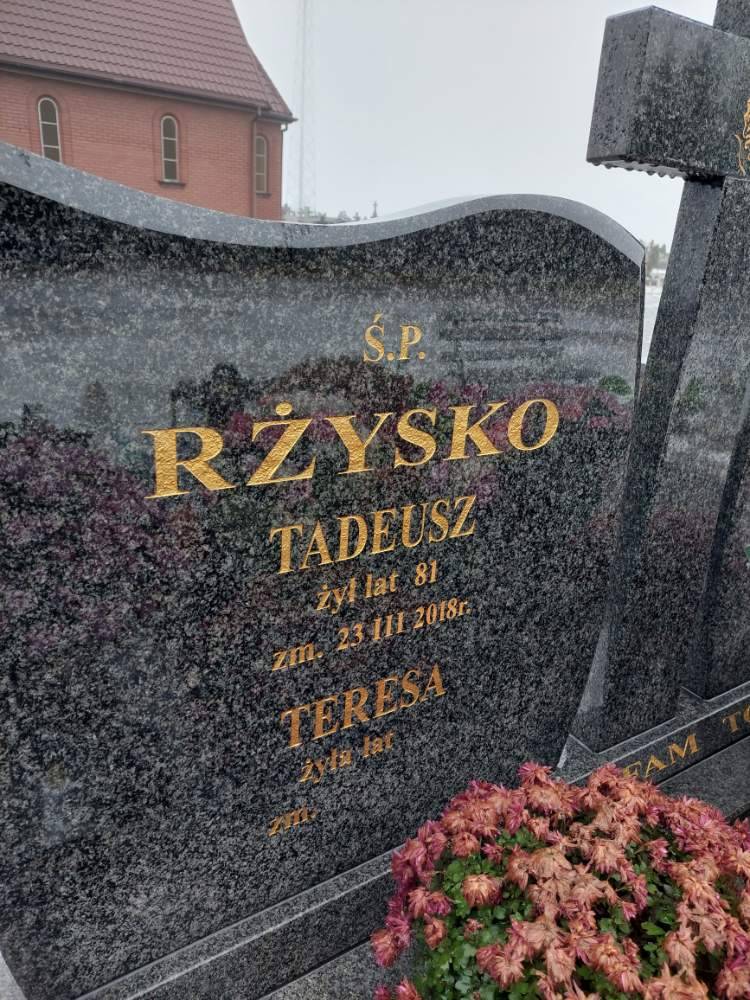 Ś.P.
RŻYSKO
TADEUSZ
żył lat 81
zm. 23 III 2018r.
TERESA
żyła lat
zm.